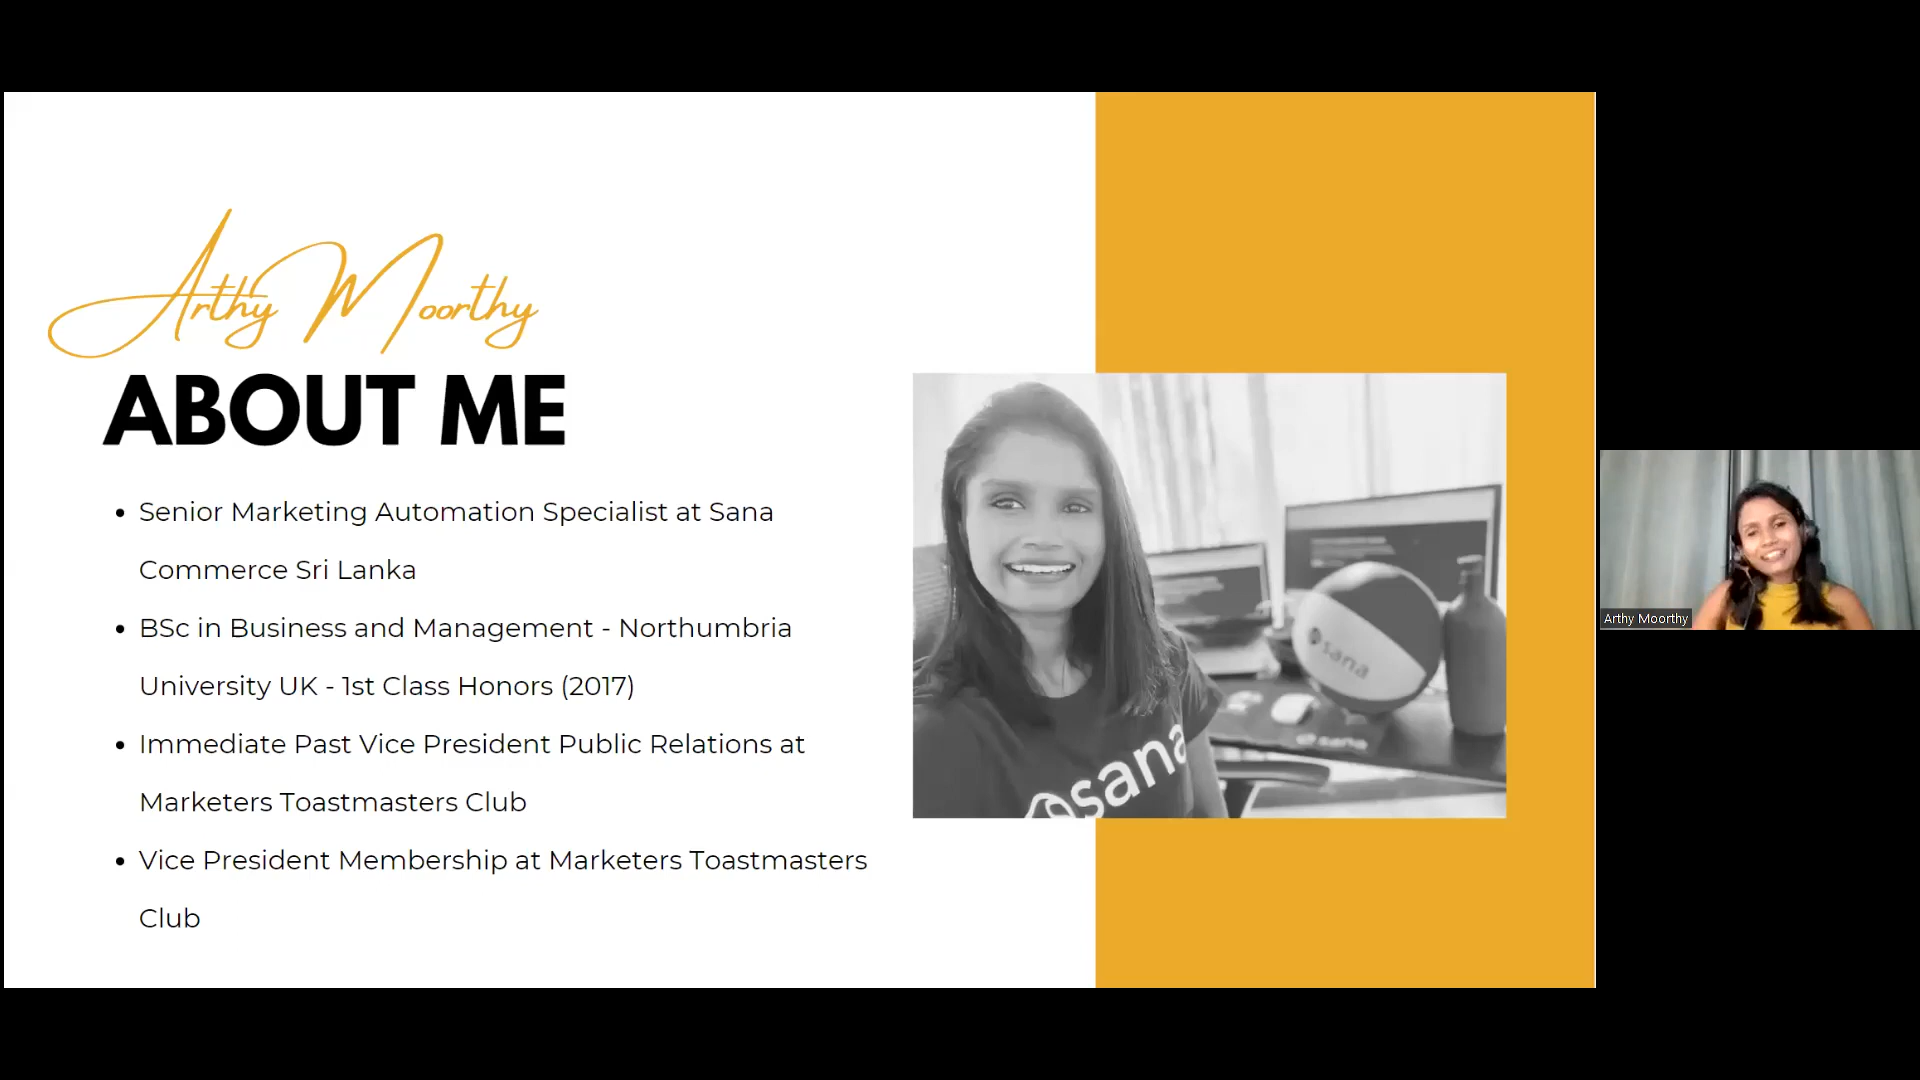 Arthy Moorthy
ABOUT ME
• Senior Marketing Automation Specialist at Sana
Commerce Sri Lanka
• BSc in Business and Management - Northumbria
University UK - 1st Class Honors (2017)
• Immediate Past Vice President Public Relations at
Marketers Toastmasters Club
• Vice President Membership at Marketers Toastmasters
Club
sana
sana
sana
Arthy Moorthy